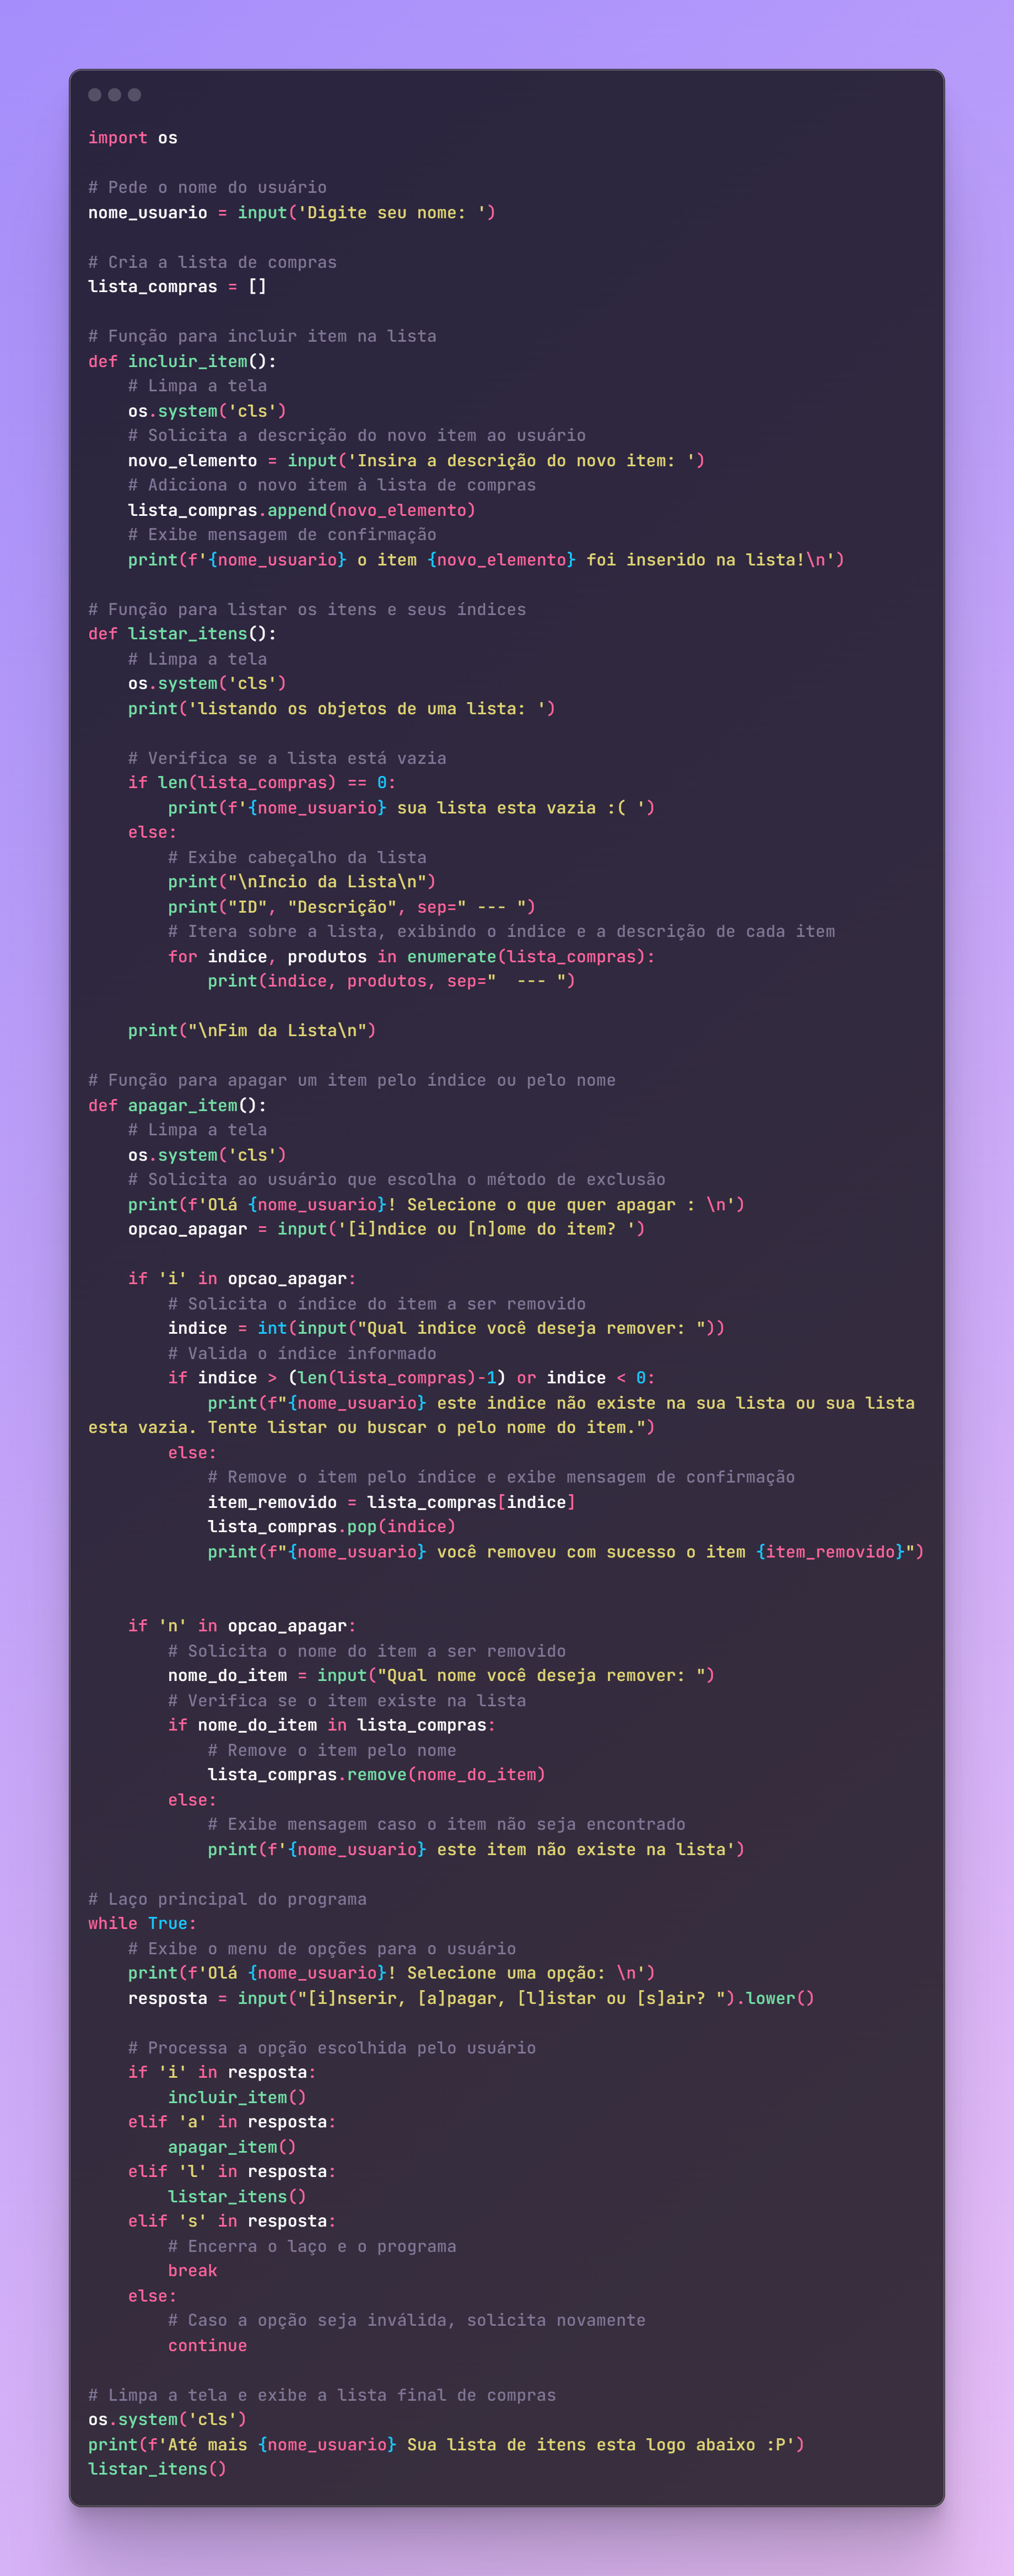 import os

# Pede o nome do usuário
nome_usuario = input('Digite seu nome: ')

# Cria a lista de compras
lista_compras = []

# Função para incluir item na lista
def incluir_item():
    # Limpa a tela
    os.system('cls')
    # Solicita a descrição do novo item ao usuário
    novo_elemento = input('Insira a descrição do novo item: ')
    # Adiciona o novo item à lista de compras
    lista_compras.append(novo_elemento)
    # Exibe mensagem de confirmação
    print(f'{nome_usuario} o item {novo_elemento} foi inserido na lista!\n')

# Função para listar os itens e seus índices
def listar_itens():
    # Limpa a tela
    os.system('cls')
    print('listando os objetos de uma lista: ')

    # Verifica se a lista está vazia
    if len(lista_compras) == 0:
        print(f'{nome_usuario} sua lista esta vazia :( ')
    else:
        # Exibe cabeçalho da lista
        print("\nIncio da Lista\n")
        print("ID", "Descrição", sep=" --- ")
        # Itera sobre a lista, exibindo o índice e a descrição de cada item
        for indice, produtos in enumerate(lista_compras):
            print(indice, produtos, sep="  --- ")

    print("\nFim da Lista\n")

# Função para apagar um item pelo índice ou pelo nome
def apagar_item():
    # Limpa a tela
    os.system('cls')
    # Solicita ao usuário que escolha o método de exclusão
    print(f'Olá {nome_usuario}! Selecione o que quer apagar : \n')
    opcao_apagar = input('[i]ndice ou [n]ome do item? ')

    if 'i' in opcao_apagar:
        # Solicita o índice do item a ser removido
        indice = int(input("Qual indice você deseja remover: "))
        # Valida o índice informado
        if indice > (len(lista_compras)-1) or indice < 0:
            print(f"{nome_usuario} este indice não existe na sua lista ou sua lista
esta vazia. Tente listar ou buscar o pelo nome do item.")
        else:
            # Remove o item pelo índice e exibe mensagem de confirmação
            item_removido = lista_compras[indice]
            lista_compras.pop(indice)
            print(f"{nome_usuario} você removeu com sucesso o item {item_removido}")


    if 'n' in opcao_apagar:
        # Solicita o nome do item a ser removido
        nome_do_item = input("Qual nome você deseja remover: ")
        # Verifica se o item existe na lista
        if nome_do_item in lista_compras:
            # Remove o item pelo nome
            lista_compras.remove(nome_do_item)
        else:
            # Exibe mensagem caso o item não seja encontrado
            print(f'{nome_usuario} este item não existe na lista')

# Laço principal do programa
while True:
    # Exibe o menu de opções para o usuário
    print(f'Olá {nome_usuario}! Selecione uma opção: \n')
    resposta = input("[i]nserir, [a]pagar, [l]istar ou [s]air? ").lower()

    # Processa a opção escolhida pelo usuário
    if 'i' in resposta:
        incluir_item()
    elif 'a' in resposta:
        apagar_item()
    elif 'l' in resposta:
        listar_itens()
    elif 's' in resposta:
        # Encerra o laço e o programa
        break
    else:
        # Caso a opção seja inválida, solicita novamente
        continue

# Limpa a tela e exibe a lista final de compras
os.system('cls')
print(f'Até mais {nome_usuario} Sua lista de itens esta logo abaixo :P')
listar_itens()